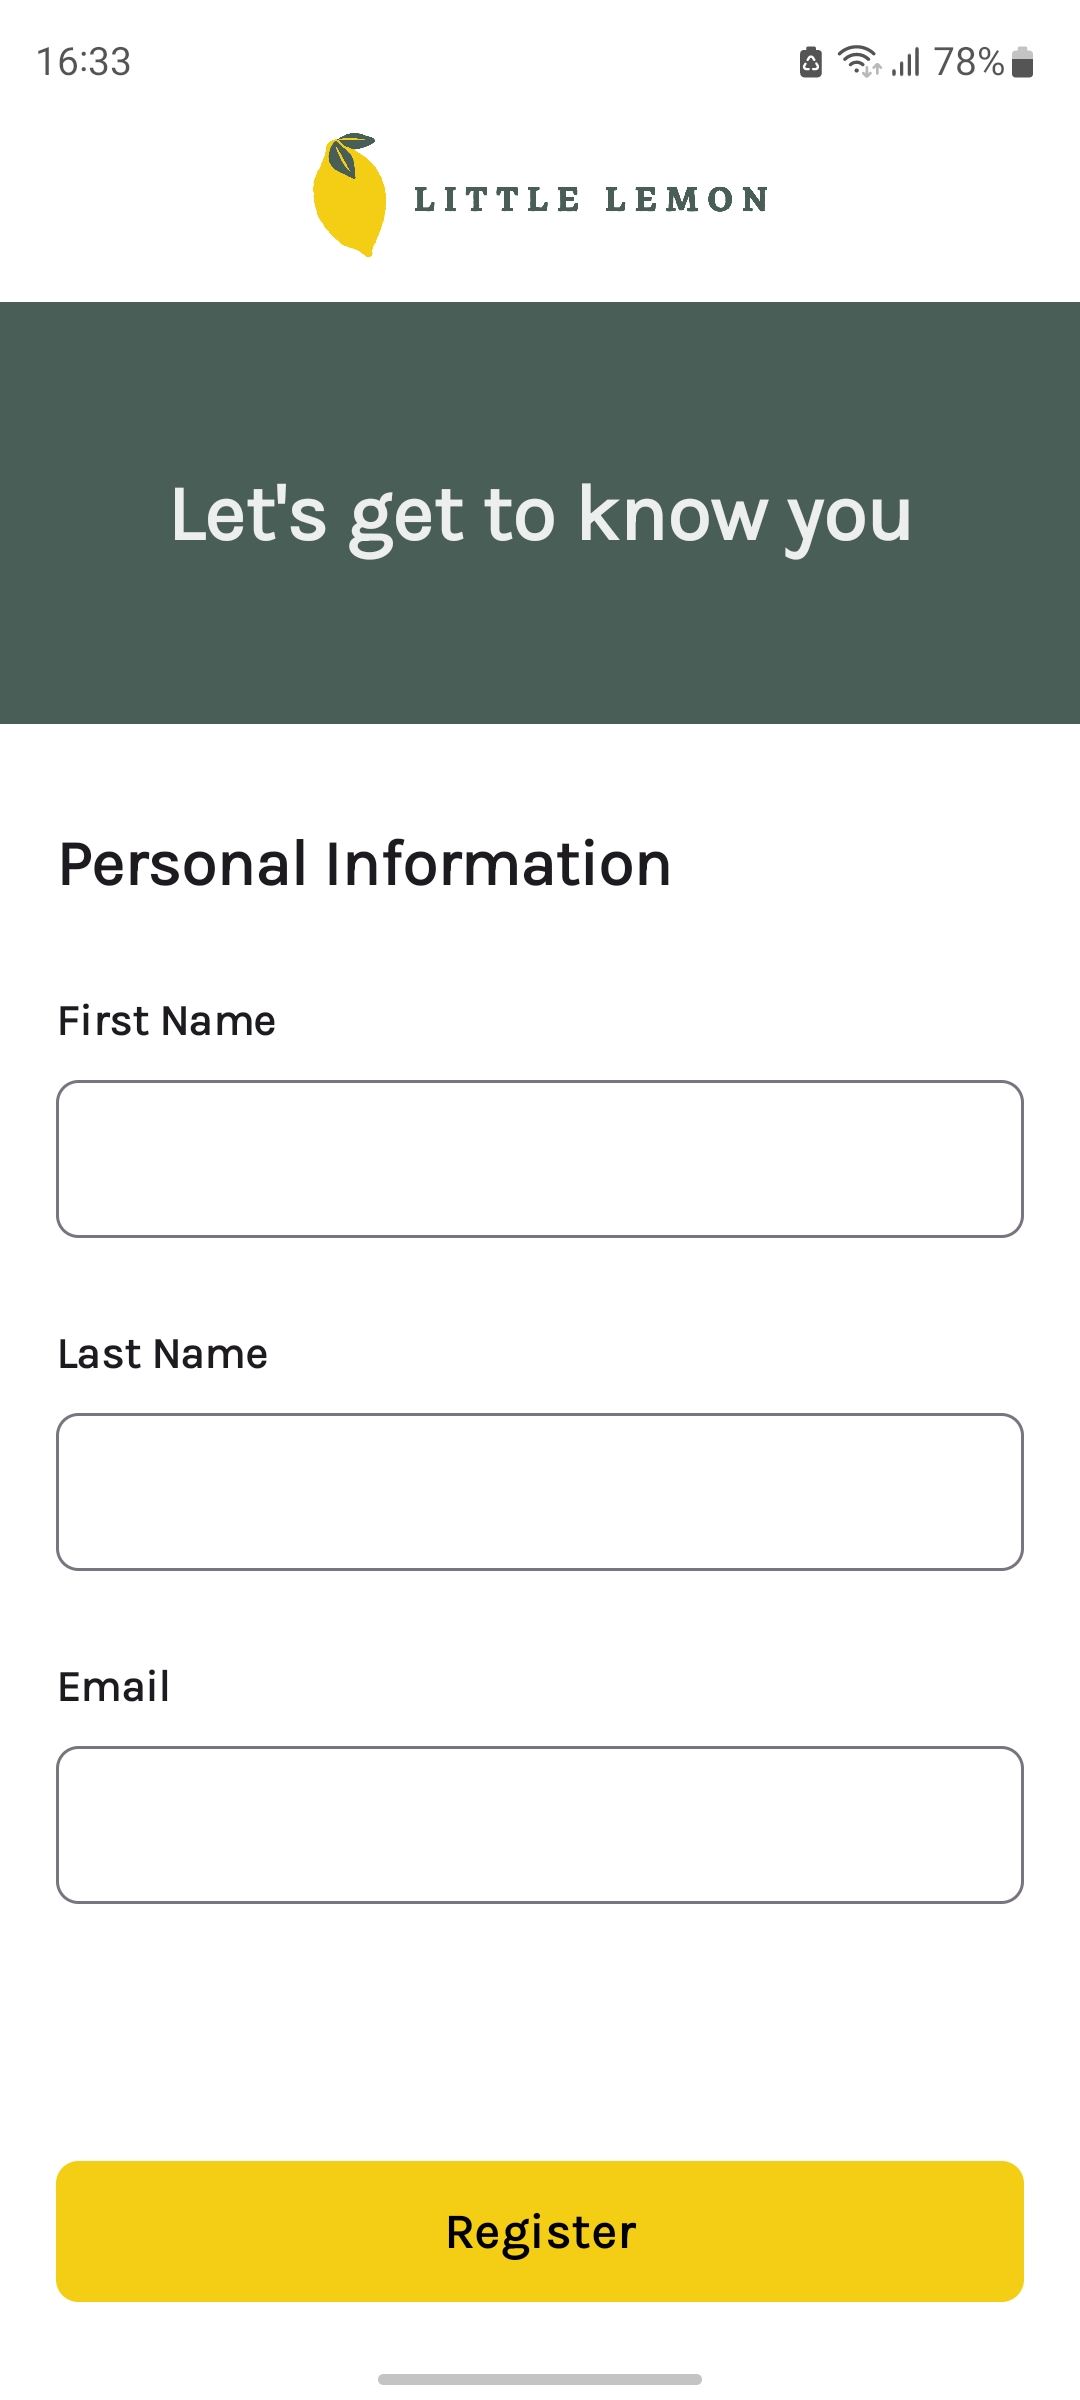 16:33 78%
LITTLE LEMON
Let's get to know you
Personal Information
First Name
Last Name
Email
Register